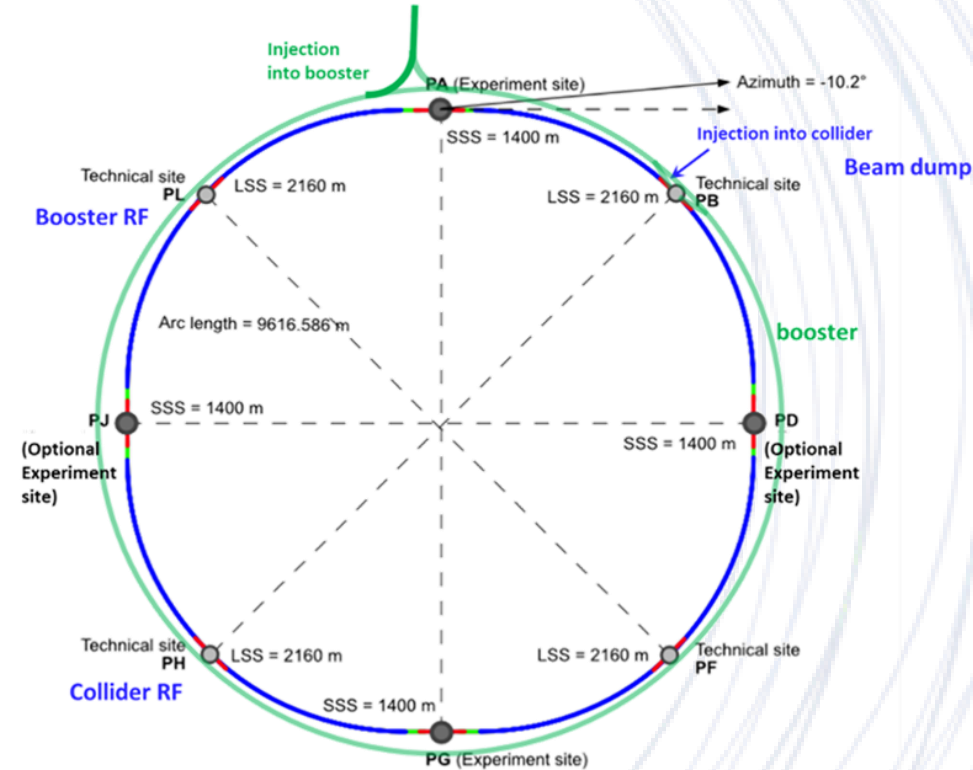 Injection
into booster
PA (Experiment site)
Azimuth = -10.2°
SSS = 1400 m
Injection into collider
Beam dump
Technical site
PL
LSS = 2160 m
Booster RF
LSS = 2160 m
Technical site
PB
Arc length = 9616.586 m
booster
PJ
SSS = 1400 m
(Optional
Experiment
site)
SSS = 1400 m
PD
(Optional
Experiment
site)
Technical site
PH
LSS = 2160 m
Collider RF
LSS = 2160 m
Technical site
PF
SSS = 1400 m
PG (Experiment site)